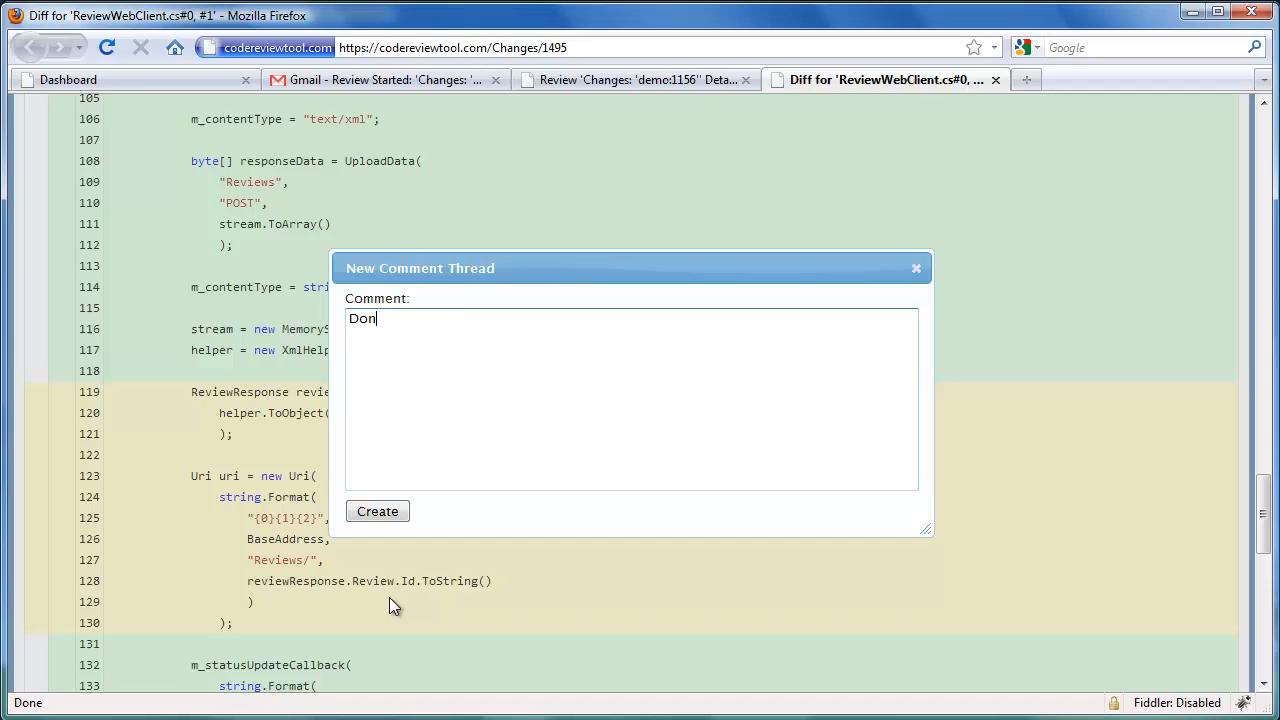 Diff for 'ReviewWebClient.cs#0, #1' - Mozilla Firefox
codereviewtool.com https://codereviewtool.com/Changes/1495 Google
Dashboard Gmail - Review Started: 'Changes: '... Review 'Changes: 'demo:1156'' Deta... Diff for 'ReviewWebClient.cs#0, ...
105
106 m_contentType = "text/xml";
107
108 byte[] responseData = UploadData(
109 "Reviews",
110 "POST",
111 stream.ToArray()
112 );
113
114 m_contentType = stri
115
116 stream = new MemoryS
117 helper = new XmlHelp
118
119 ReviewResponse revie
120 helper.ToObject(
121 );
122
123 Uri uri = new Uri(
124 string.Format(
125 "{0}{1}{2}",
126 BaseAddress,
127 "Reviews/",
128 reviewResponse.Review.Id.ToString()
129 )
130 );
131
132 m_statusUpdateCallback(
133 string.Format(
New Comment Thread
Comment:
Don
Create
Done Fiddler: Disabled